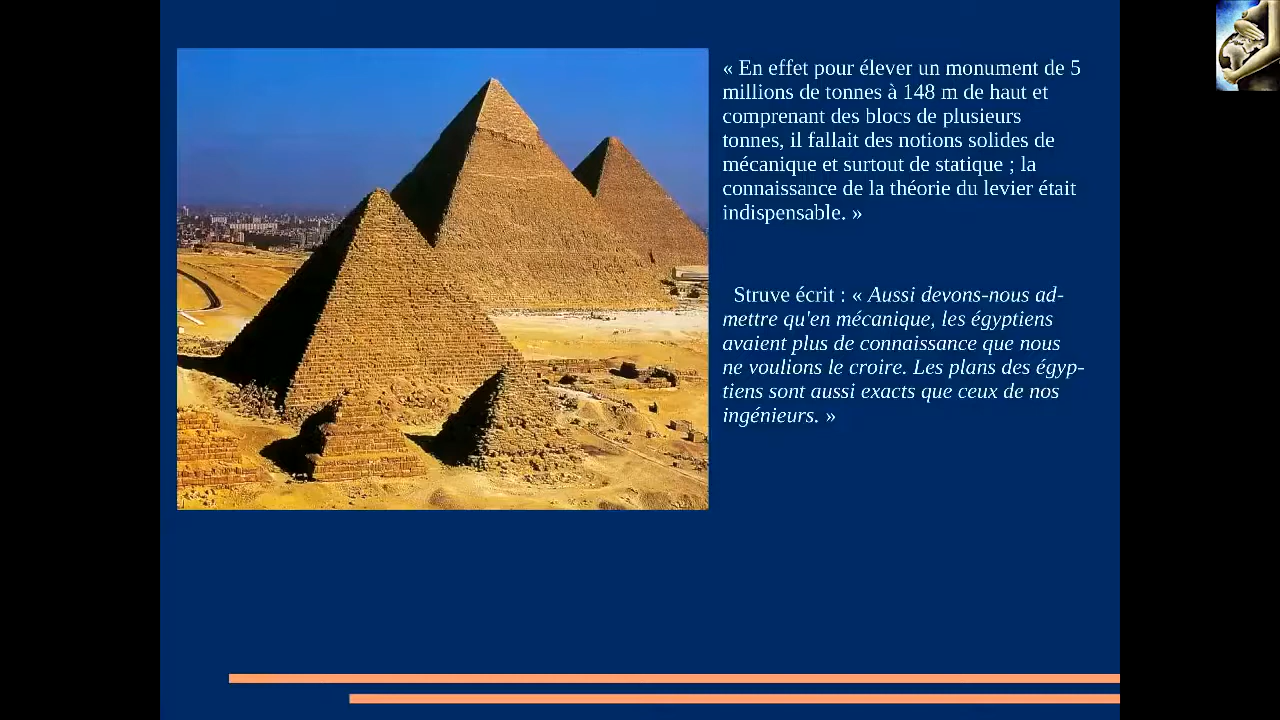 « En effet pour élever un monument de 5
millions de tonnes à 148 m de haut et
comprenant des blocs de plusieurs
tonnes, il fallait des notions solides de
mécanique et surtout de statique ; la
connaissance de la théorie du levier était
indispensable. »
Struve écrit : « Aussi devons-nous ad-
mettre qu'en mécanique, les égyptiens
avaient plus de connaissance que nous
ne voulions le croire. Les plans des égyp-
tiens sont aussi exacts que ceux de nos
ingénieurs. »